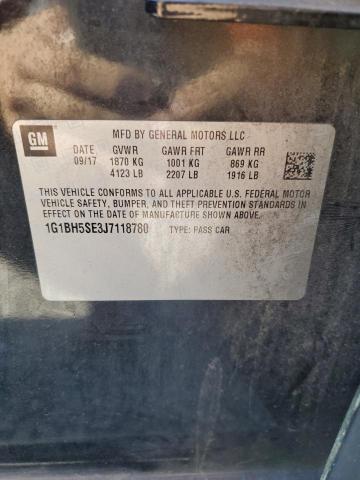 GM
MFD BY GENERAL MOTORS LLC
DATE GVWR GAWR FRT GAWR RR
09/17 1870 KG 1001 KG 869 KG
4123 LB 2207 LB 1916 LB
THIS VEHICLE CONFORMS TO ALL APPLICABLE U.S. FEDERAL MOTOR
VEHICLE SAFETY, BUMPER, AND THEFT PREVENTION STANDARDS
IN EFFECT ON THE DATE OF MANUFACTURE SHOWN ABOVE.
1G1BH5SE3J7118780 TYPE: PASS CAR